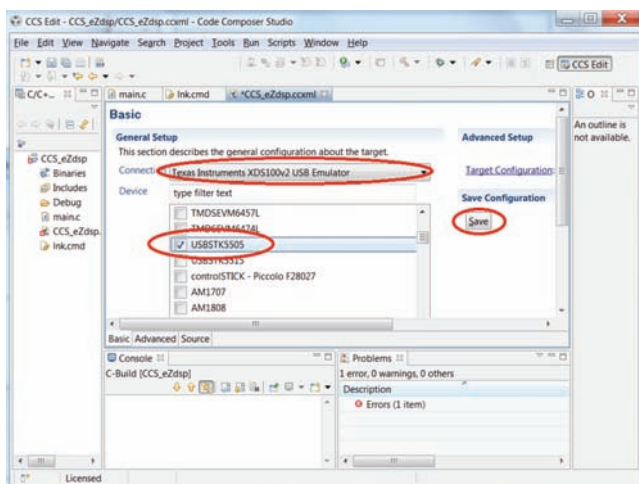 CCS Edit - CCS_eZdsp/CCS_eZdsp.ccxml - Code Composer Studio
File Edit View Navigate Search Project Tools Run Scripts Window Help
CCS Edit
C/C+...
main.c
lnk.cmd
*CCS_eZdsp.ccxml
O
CCS_eZdsp
Binaries
Includes
Debug
main.c
CCS_eZdsp.
lnk.cmd
Basic
General Setup
This section describes the general configuration about the target.
Connection
Texas Instruments XDS100v2 USB Emulator
Device
type filter text
TMDSEVM6457L
TMDSEVM6474L
USBSTK5505
USBSTK5515
controlSTICK - Piccolo F28027
AM1707
AM1808
Advanced Setup
Target Configuration:
Save Configuration
Save
Basic Advanced Source
An outline is
not available.
Console
C-Build [CCS_eZdsp]
Problems
1 error, 0 warnings, 0 others
Description
Errors (1 item)
Licensed